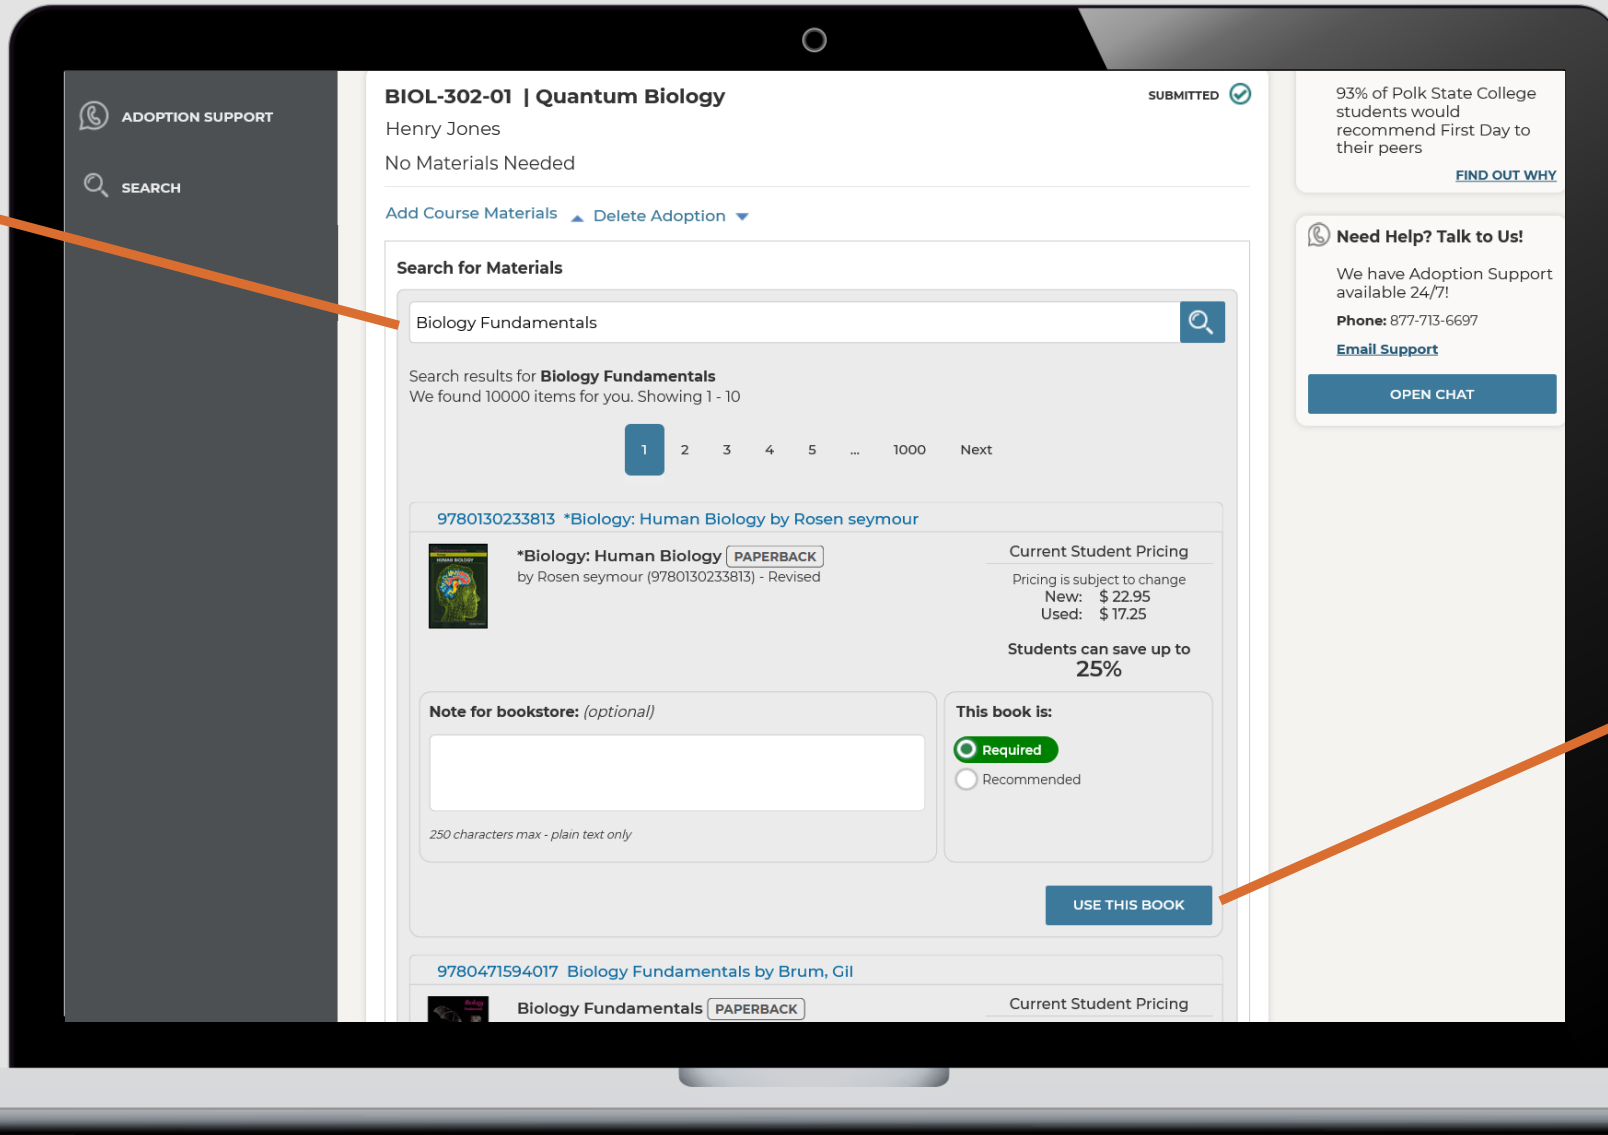 ADOPTION SUPPORT
SEARCH
BIOL-302-01 | Quantum Biology
SUBMITTED
Henry Jones
No Materials Needed
Add Course Materials
Delete Adoption
Search for Materials
Biology Fundamentals
Search results for Biology Fundamentals
We found 10000 items for you. Showing 1 - 10
1 2 3 4 5 ... 1000 Next
9780130233813 *Biology: Human Biology by Rosen seymour
HUMAN BIOLOGY
*Biology: Human Biology PAPERBACK
by Rosen seymour (9780130233813) - Revised
Current Student Pricing
Pricing is subject to change
New: $ 22.95
Used: $ 17.25
Students can save up to
25%
Note for bookstore: (optional)
250 characters max - plain text only
This book is:
Required
Recommended
USE THIS BOOK
9780471594017 Biology Fundamentals by Brum, Gil
Biology
Biology Fundamentals PAPERBACK
Current Student Pricing
93% of Polk State College
students would
recommend First Day to
their peers
FIND OUT WHY
Need Help? Talk to Us!
We have Adoption Support
available 24/7!
Phone: 877-713-6697
Email Support
OPEN CHAT